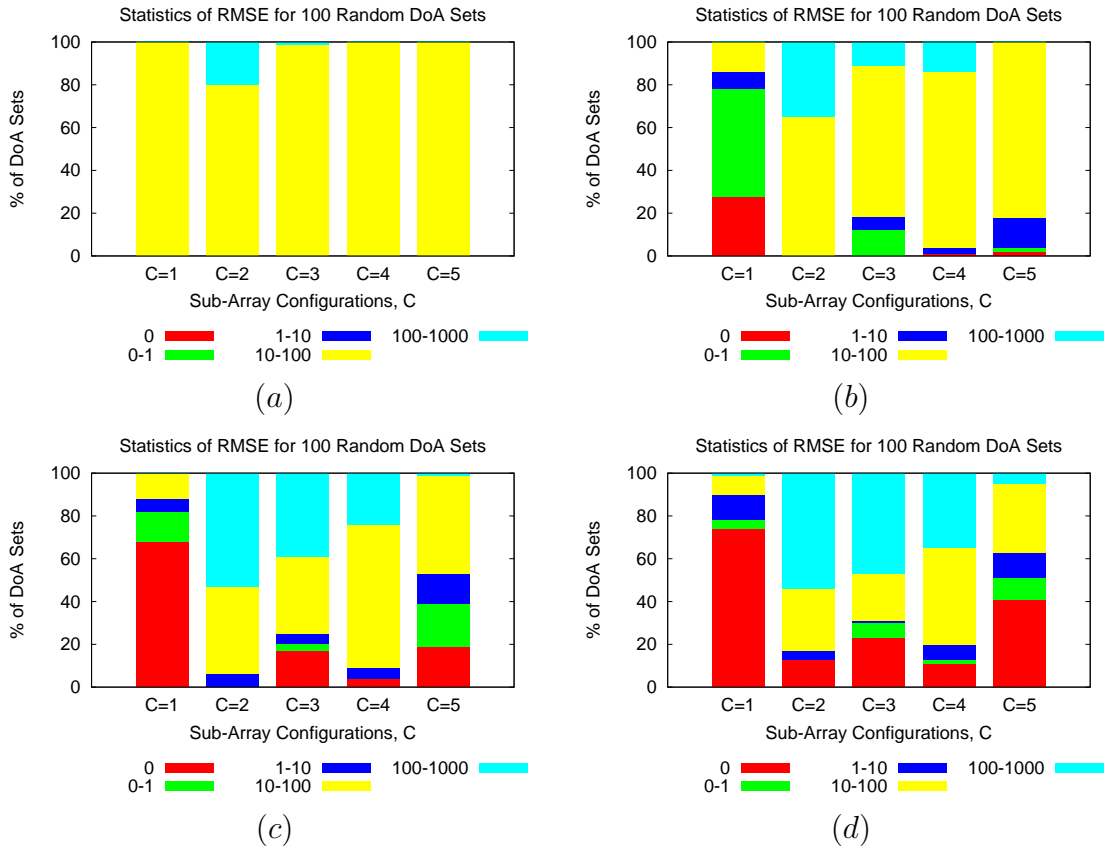 Statistics of RMSE for 100 Random DoA Sets
% of DoA Sets
100
80
60
40
20
0
C=1 C=2 C=3 C=4 C=5
Sub-Array Configurations, C
0 1-10 100-1000
0-1 10-100
(a)
Statistics of RMSE for 100 Random DoA Sets
% of DoA Sets
100
80
60
40
20
0
C=1 C=2 C=3 C=4 C=5
Sub-Array Configurations, C
0 1-10 100-1000
0-1 10-100
(b)
Statistics of RMSE for 100 Random DoA Sets
% of DoA Sets
100
80
60
40
20
0
C=1 C=2 C=3 C=4 C=5
Sub-Array Configurations, C
0 1-10 100-1000
0-1 10-100
(c)
Statistics of RMSE for 100 Random DoA Sets
% of DoA Sets
100
80
60
40
20
0
C=1 C=2 C=3 C=4 C=5
Sub-Array Configurations, C
0 1-10 100-1000
0-1 10-100
(d)